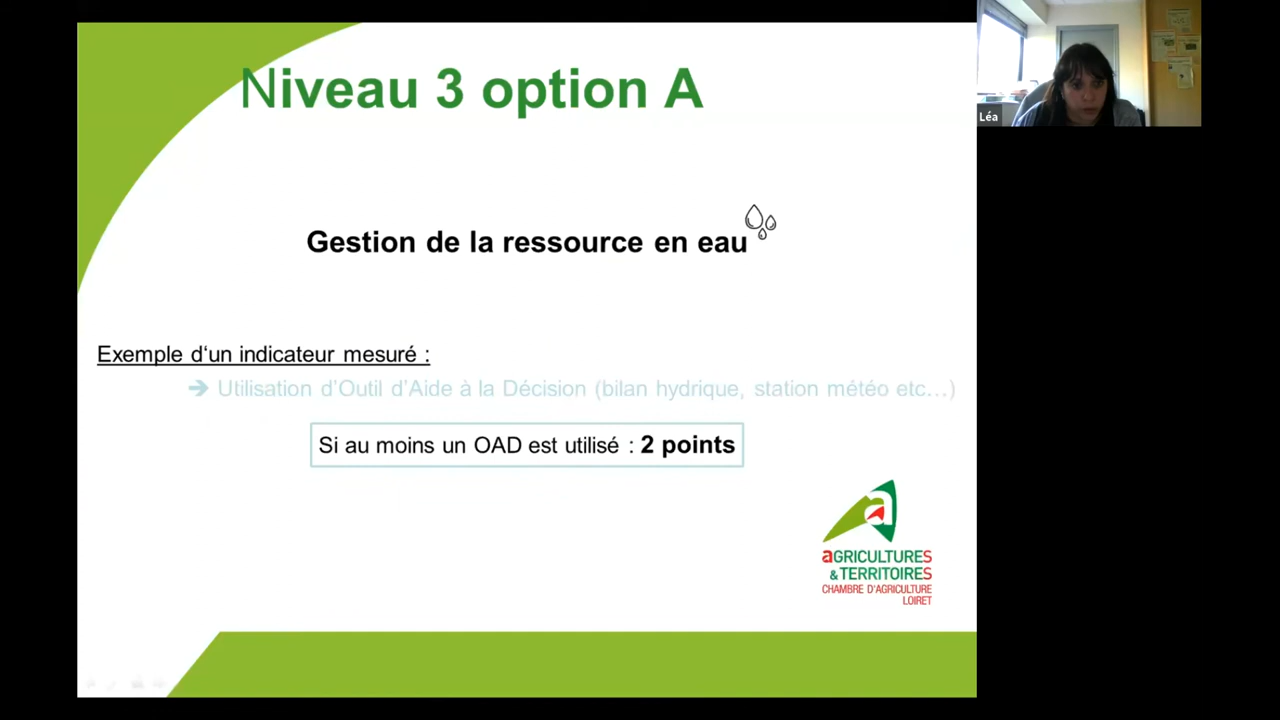 Niveau 3 option A
Léa
Gestion de la ressource en eau
Exemple d‘un indicateur mesuré :
➔ Utilisation d’Outil d’Aide à la Décision (bilan hydrique, station météo etc…)
Si au moins un OAD est utilisé : 2 points
aGRICULTURES
& TERRITOIRES
CHAMBRE D'AGRICULTURE
LOIRET